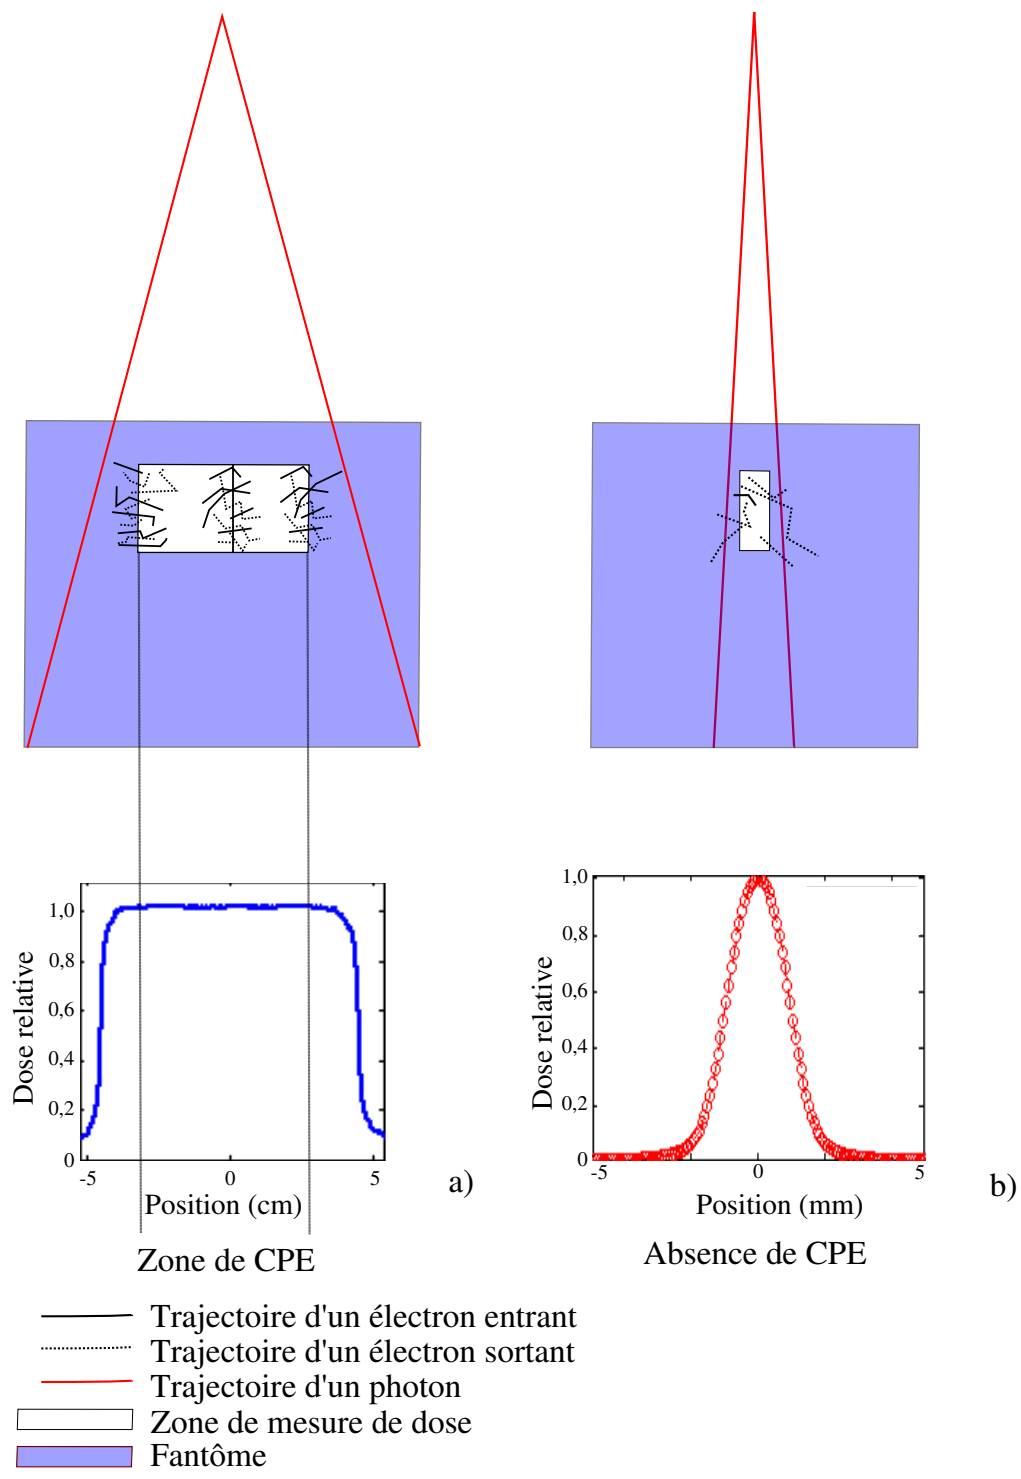 1,0
0,8
0,6
0,4
0,2
0
Dose relative
-5
0
5
Position (cm)
a)
Zone de CPE
1,0
0,8
0,6
0,4
0,2
0
Dose relative
-5
0
5
Position (mm)
b)
Absence de CPE
Trajectoire d'un électron entrant
Trajectoire d'un électron sortant
Trajectoire d'un photon
Zone de mesure de dose
Fantôme